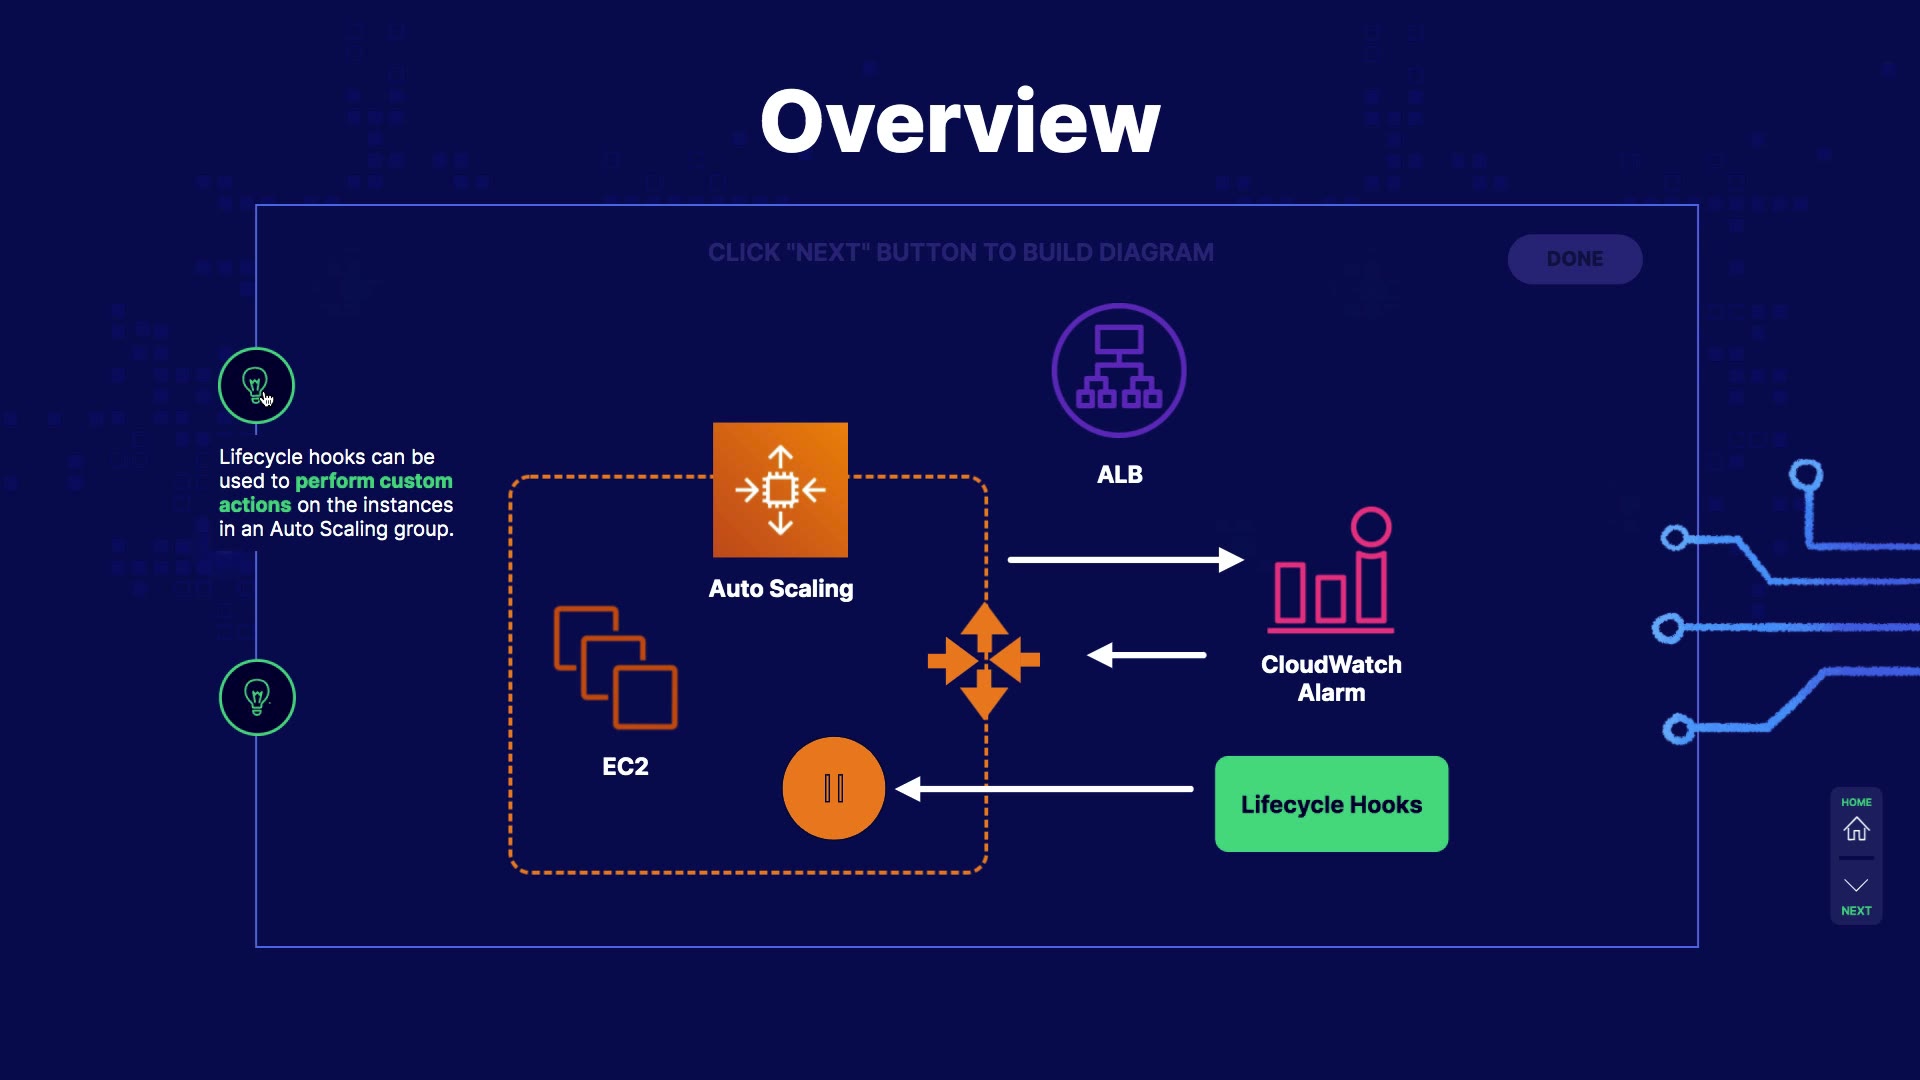 Overview
CLICK "NEXT" BUTTON TO BUILD DIAGRAM
DONE
ALB
Lifecycle hooks can be
used to perform custom
actions on the instances
in an Auto Scaling group.
Auto Scaling
CloudWatch
Alarm
EC2
Lifecycle Hooks
HOME
NEXT